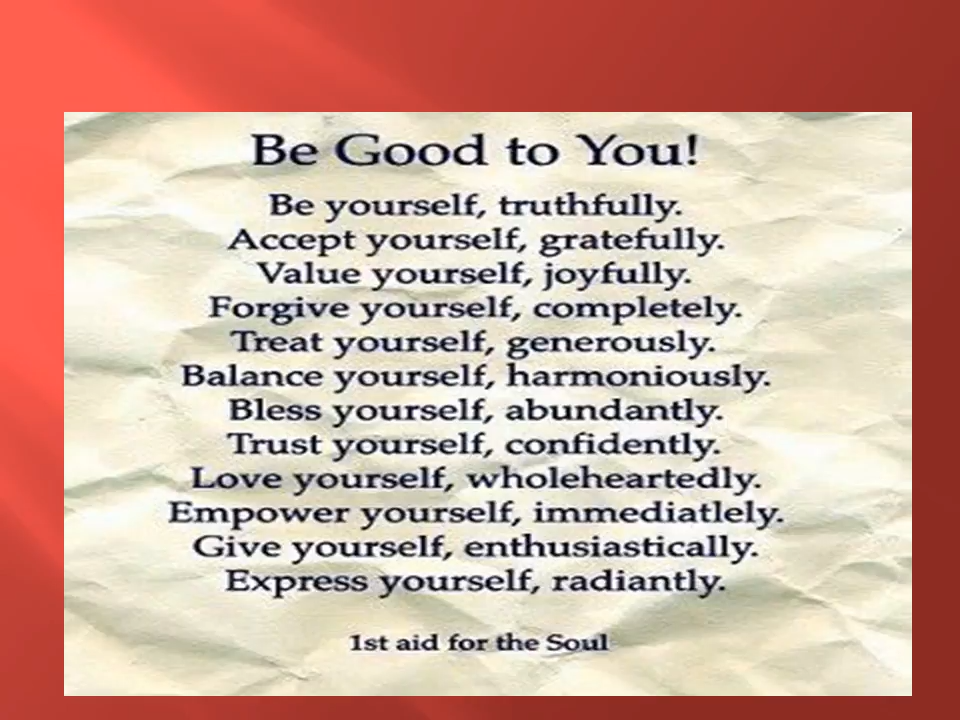 Be Good to You!
Be yourself, truthfully.
Accept yourself, gratefully.
Value yourself, joyfully.
Forgive yourself, completely.
Treat yourself, generously.
Balance yourself, harmoniously.
Bless yourself, abundantly.
Trust yourself, confidently.
Love yourself, wholeheartedly.
Empower yourself, immediatlely.
Give yourself, enthusiastically.
Express yourself, radiantly.
1st aid for the Soul